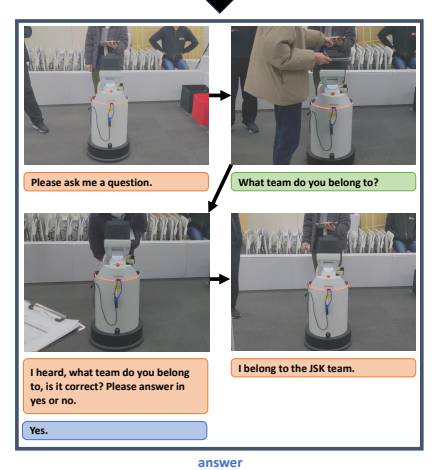 Please ask me a question.
What team do you belong to?
I heard, what team do you belong
to, is it correct? Please answer in
yes or no.
I belong to the JSK team.
Yes.
answer